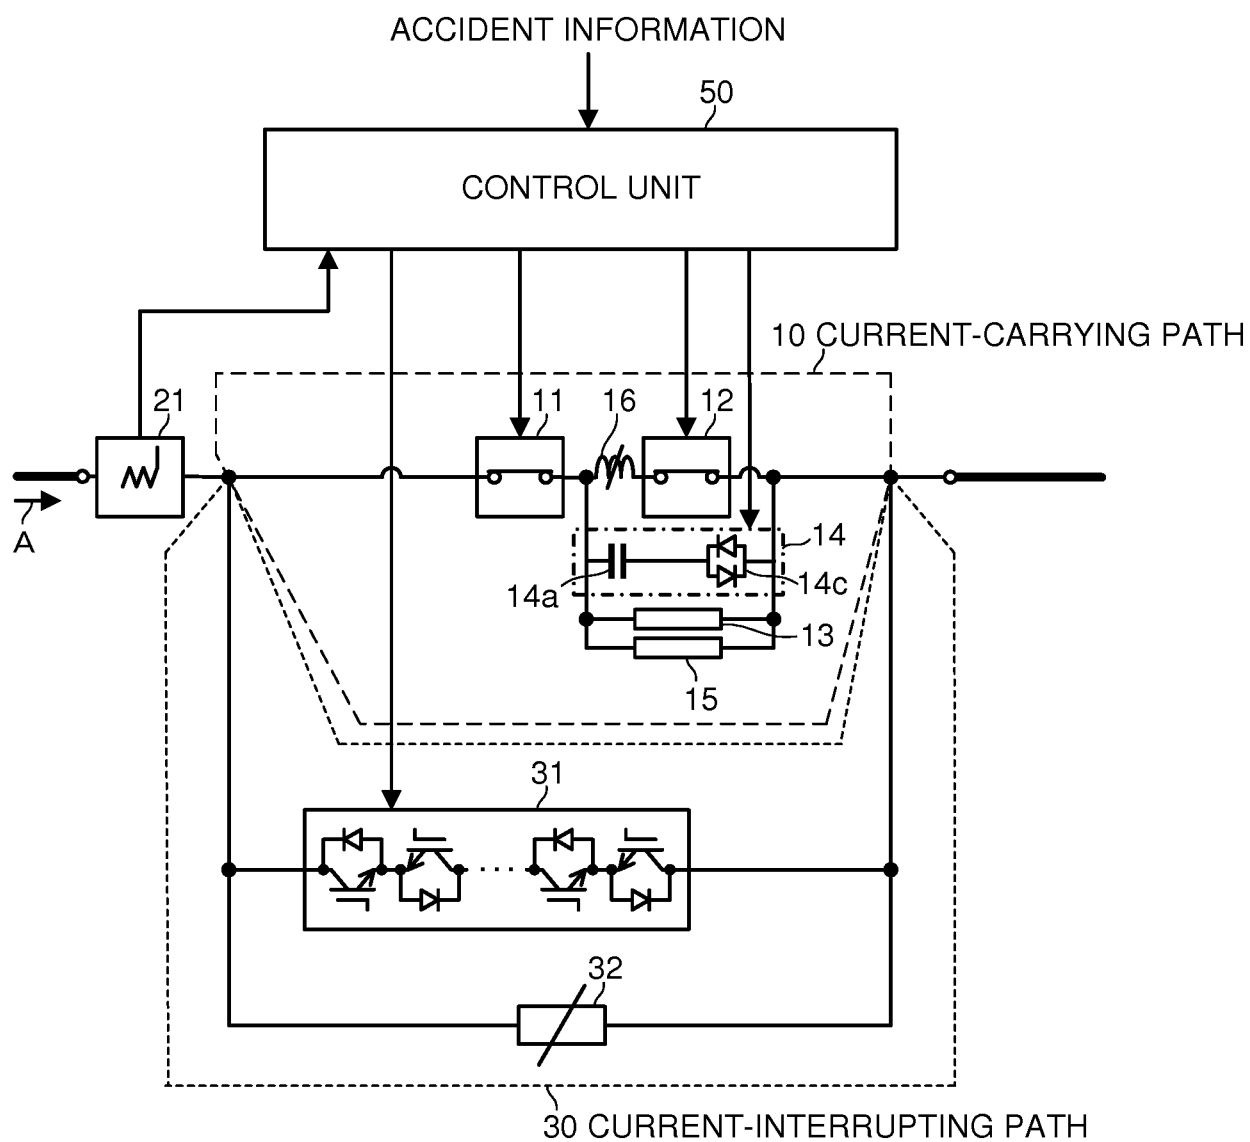 ACCIDENT INFORMATION
50
CONTROL UNIT
10 CURRENT-CARRYING PATH
21
11
16
12
A
14
14a
14c
13
15
31
32
30 CURRENT-INTERRUPTING PATH